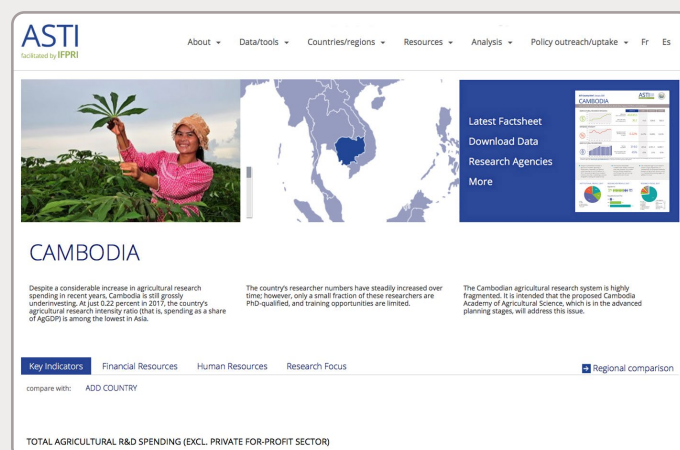 ASTI
facilitated by IFPRI
About
Data/tools
Countries/regions
Resources
Analysis
Policy outreach/uptake
Fr
Es
Latest Factsheet
Download Data
Research Agencies
More
ASTI
CAMBODIA
CAMBODIA
Despite a considerable increase in agricultural research
spending in recent years, Cambodia is still grossly
underinvesting. At just 0.22 percent in 2017, the country's
agricultural research intensity ratio (that is, spending as a share
of AgGDP) is among the lowest in Asia.
The country's researcher numbers have steadily increased over
time; however, only a small fraction of these researchers are
PhD-qualified, and training opportunities are limited.
The Cambodian agricultural research system is highly
fragmented. It is intended that the proposed Cambodia
Academy of Agricultural Science, which is in the advanced
planning stages, will address this issue.
Key Indicators
Financial Resources
Human Resources
Research Focus
Regional comparison
compare with:
ADD COUNTRY
TOTAL AGRICULTURAL R&D SPENDING (EXCL. PRIVATE FOR-PROFIT SECTOR)